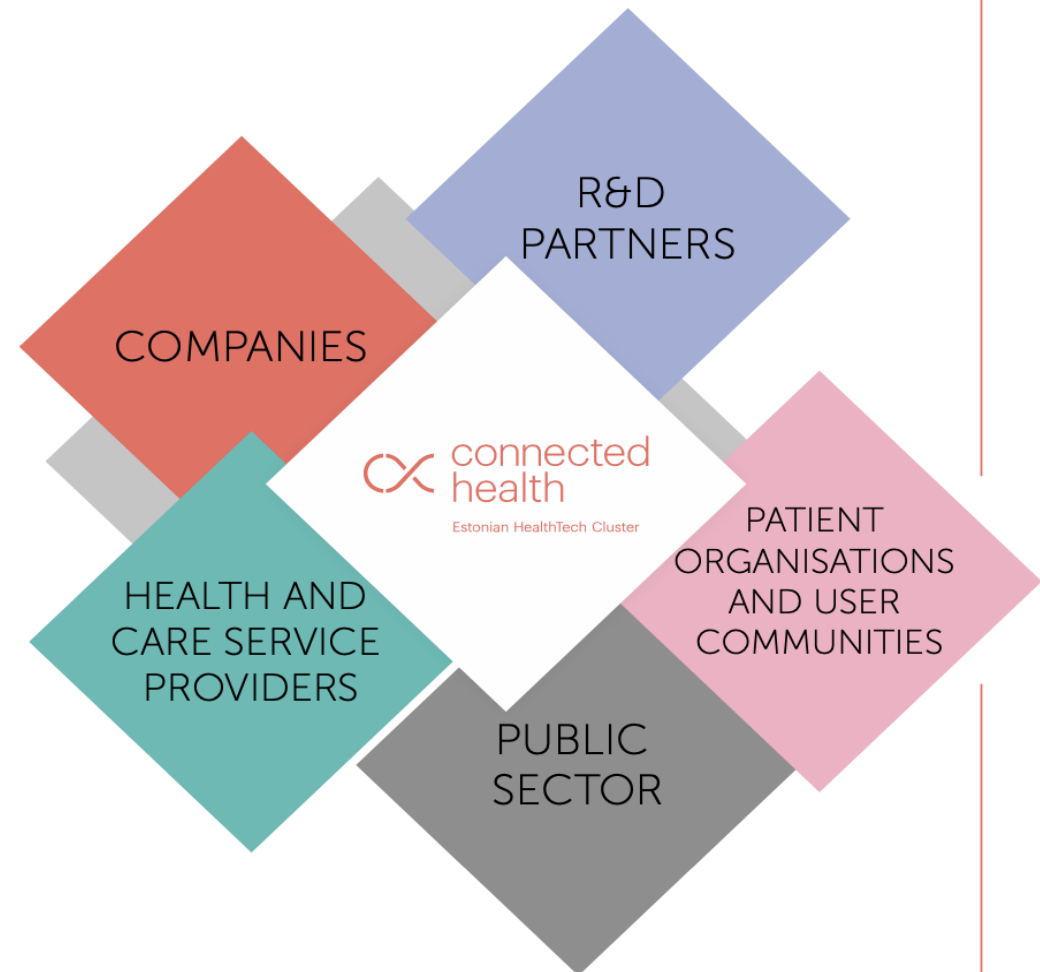 R&D
PARTNERS
COMPANIES
connected
health
Estonian HealthTech Cluster
PATIENT
ORGANISATIONS
AND USER
COMMUNITIES
HEALTH AND
CARE SERVICE
PROVIDERS
PUBLIC
SECTOR